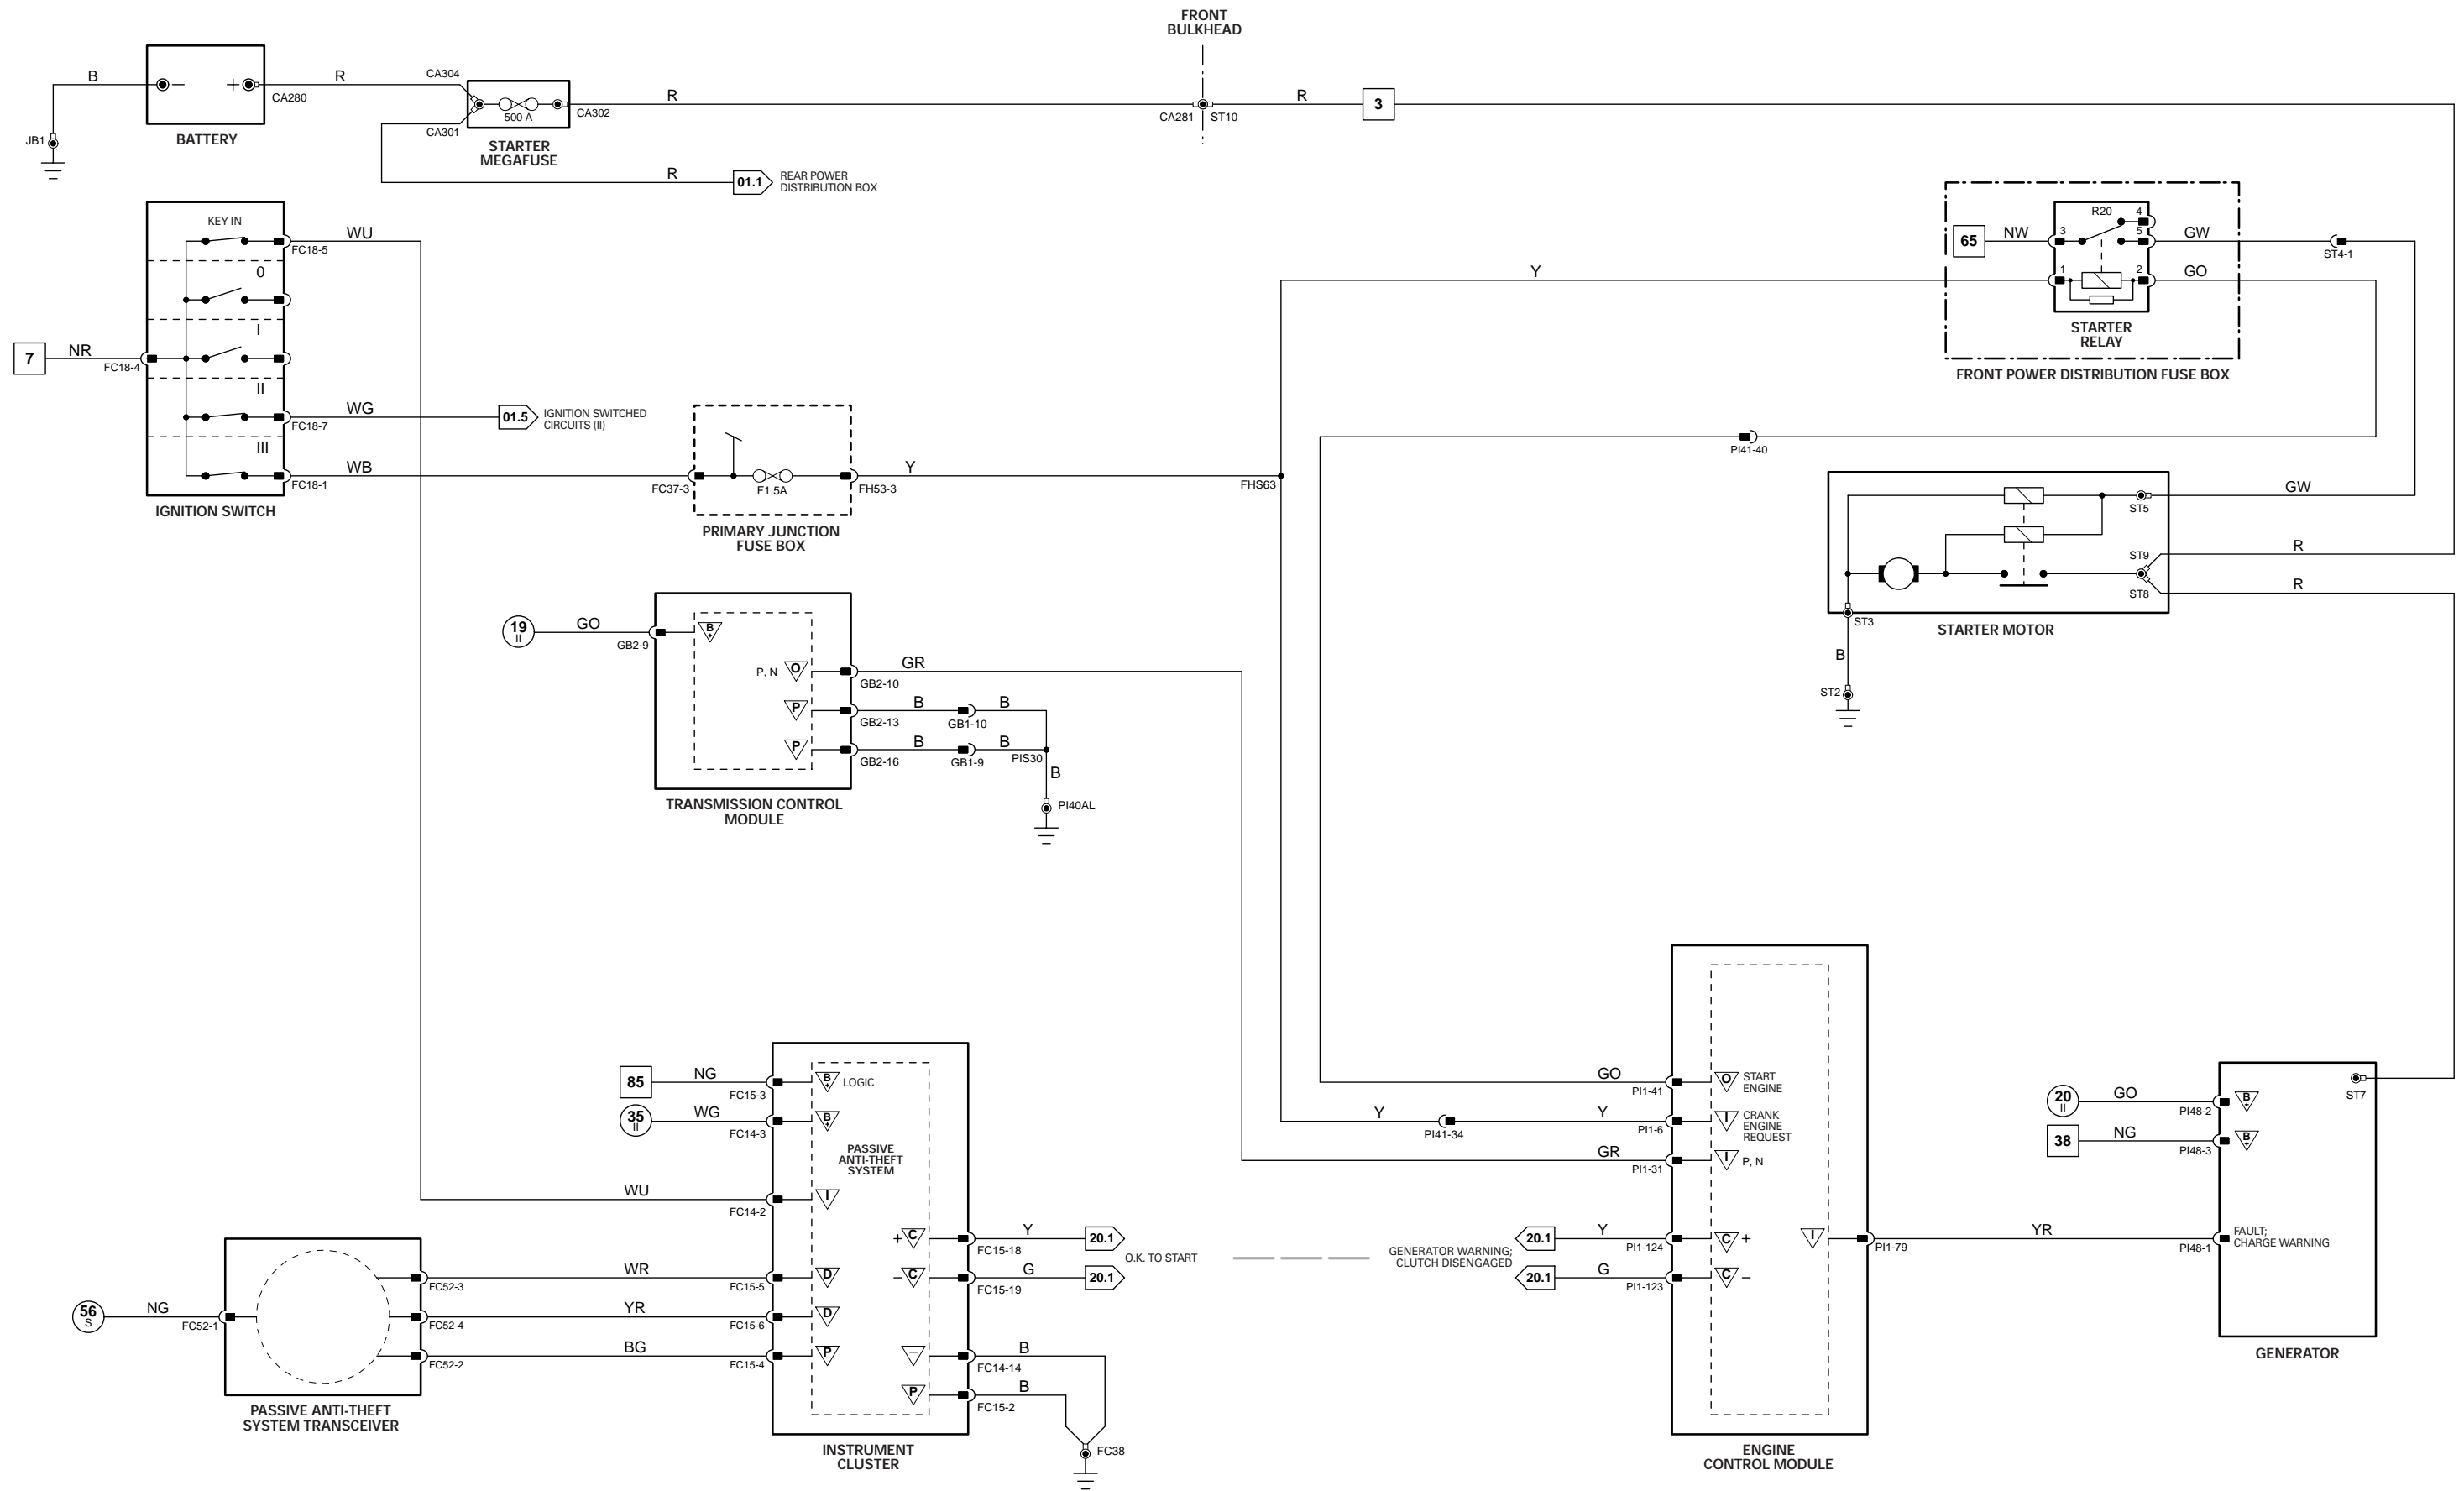 FRONT
BULKHEAD
B
R
CA304
CA280
R
R
3
500 A
CA302
CA281
ST10
CA301
JB1
BATTERY
STARTER
MEGAFUSE
R
01.1
REAR POWER
DISTRIBUTION BOX
KEY-IN
WU
FC18-5
0
I
7
NR
FC18-4
II
WG
FC18-7
01.5
IGNITION SWITCHED
CIRCUITS (II)
III
WB
FC18-1
IGNITION SWITCH
FC37-3
F1 5A
FH53-3
Y
FHS63
PRIMARY JUNCTION
FUSE BOX
Y
R20
4
65
NW
3
5
GW
ST4-1
1
2
GO
STARTER
RELAY
FRONT POWER DISTRIBUTION FUSE BOX
PI41-40
GW
ST5
R
ST9
R
ST8
ST3
STARTER MOTOR
B
ST2
19
II
GO
GB2-9
B
+
P, N
O
GR
GB2-10
P
B
B
GB2-13
GB1-10
P
B
B
GB2-16
GB1-9
PIS30
B
PI40AL
TRANSMISSION CONTROL
MODULE
85
NG
FC15-3
B
+
LOGIC
35
II
WG
FC14-3
B
+
PASSIVE
ANTI-THEFT
SYSTEM
WU
FC14-2
I
+
C
Y
FC15-18
20.1
O.K. TO START
–
C
G
FC15-19
20.1
WR
FC52-3
FC15-5
D
YR
FC52-4
FC15-6
D
BG
FC52-2
FC15-4
P
56
S
NG
FC52-1
–
B
FC14-14
P
B
FC15-2
FC38
PASSIVE ANTI-THEFT
SYSTEM TRANSCEIVER
INSTRUMENT
CLUSTER
GO
PI1-41
O
START
ENGINE
Y
PI41-34
Y
PI1-6
I
CRANK
ENGINE
REQUEST
GR
PI1-31
I
P, N
GENERATOR WARNING;
CLUTCH DISENGAGED
20.1
Y
PI1-124
C
+
20.1
G
PI1-123
C
–
I
PI1-79
YR
PI48-1
FAULT;
CHARGE WARNING
ENGINE
CONTROL MODULE
20
II
GO
PI48-2
B
+
38
NG
PI48-3
B
+
ST7
GENERATOR